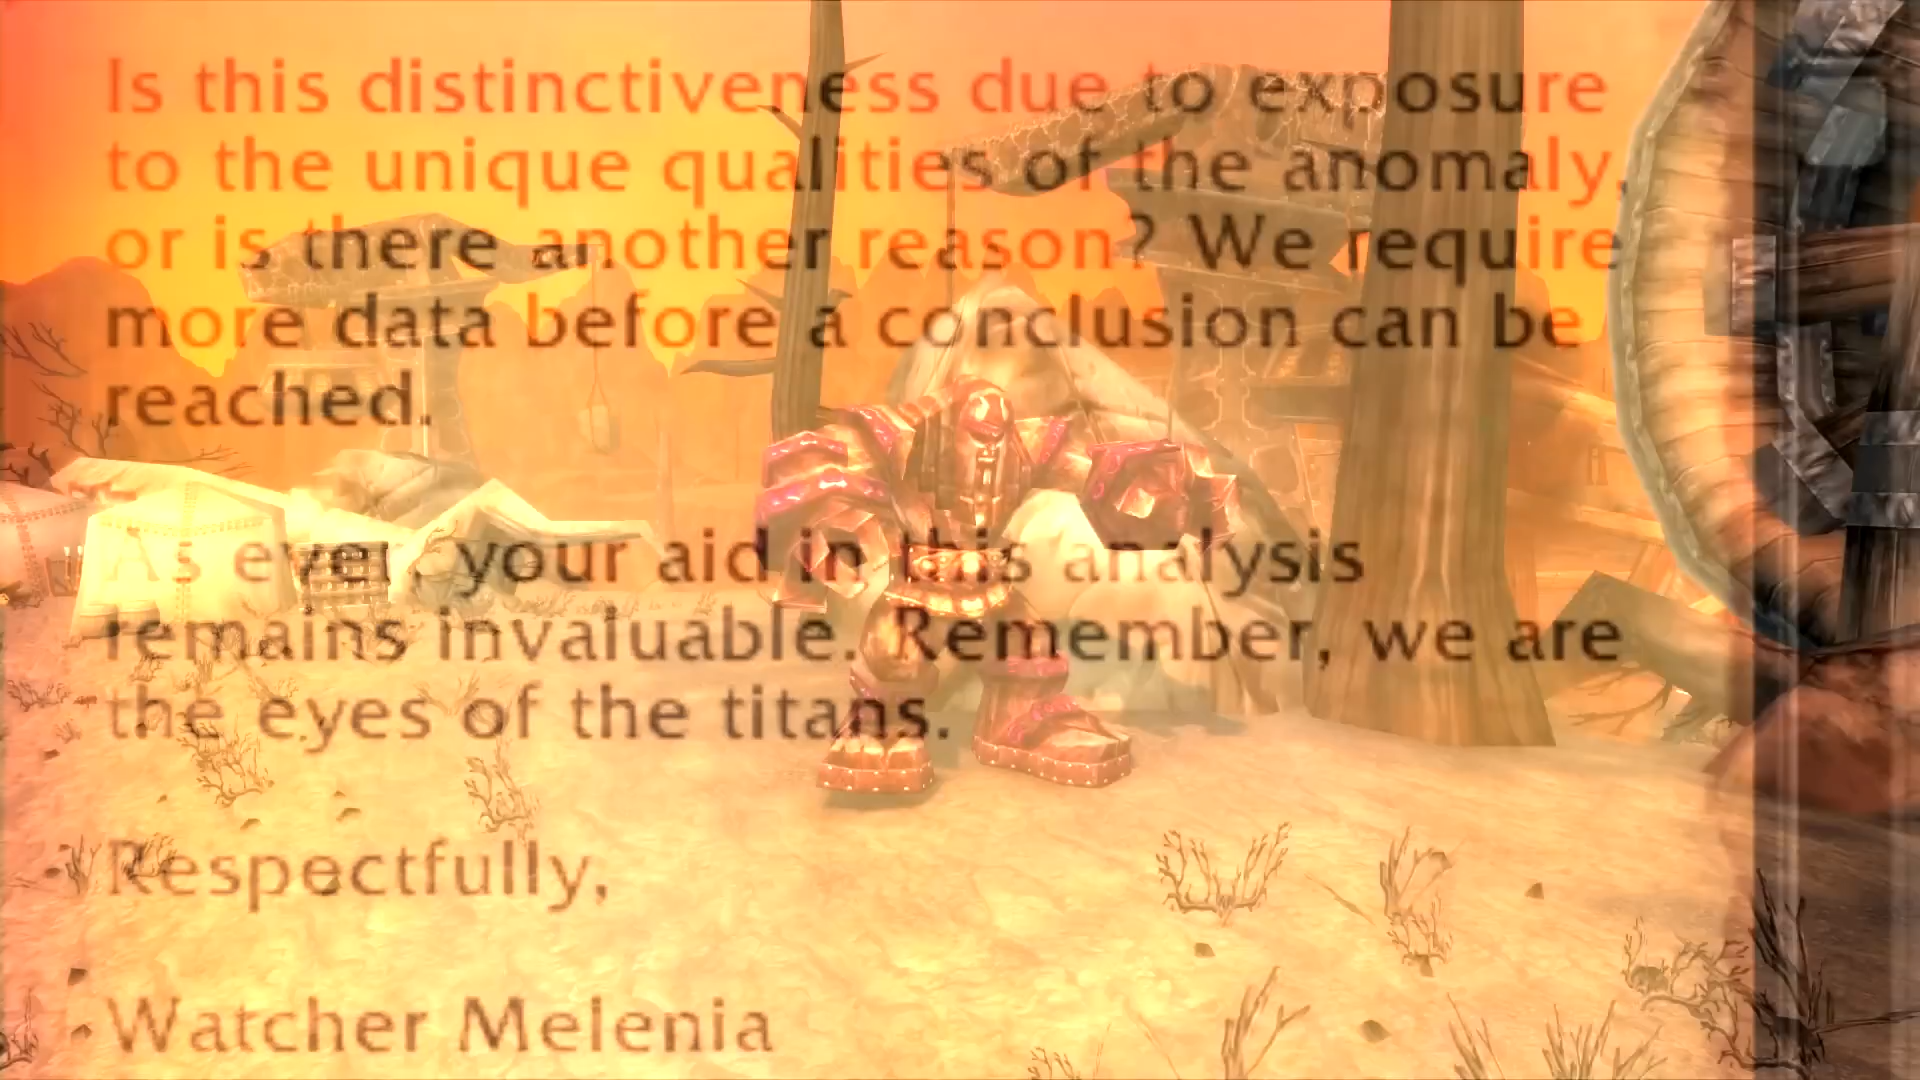 Is this distinctiveness due to exposure
to the unique qualities of the anomaly,
or is there another reason? We require
more data before a conclusion can be
reached.
As ever, your aid in this analysis
remains invaluable. Remember, we are
the eyes of the titans.
Respectfully,
Watcher Melenia